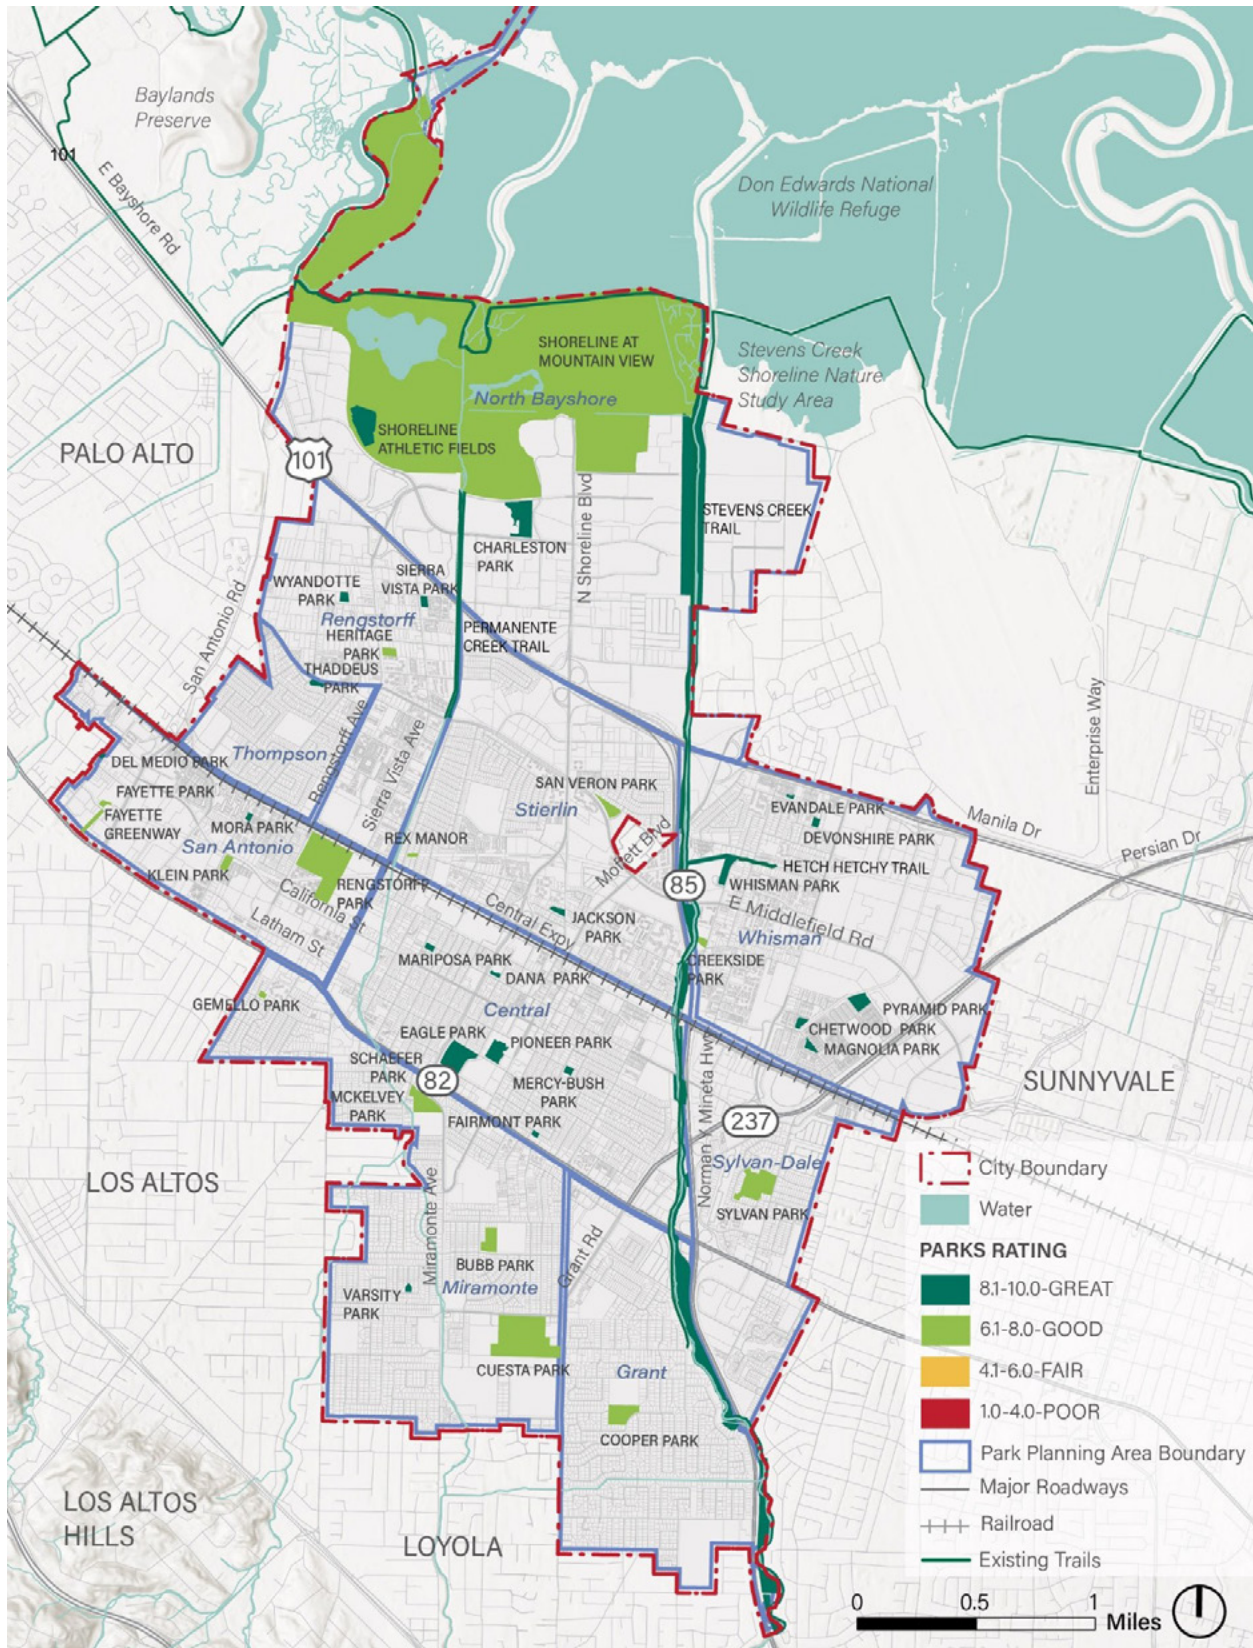 Baylands
Preserve
101
E Bayshore Rd
Don Edwards National
Wildlife Refuge
SHORELINE AT
MOUNTAIN VIEW
Stevens Creek
Shoreline Nature
Study Area
North Bayshore
SHORELINE
ATHLETIC FIELDS
PALO ALTO
101
STEVENS CREEK
TRAIL
N Shoreline Blvd
CHARLESTON
PARK
SIERRA
VISTA PARK
WYANDOTTE
PARK
Rengstorff
HERITAGE
PARK
PERMANENTE
CREEK TRAIL
THADDEUS
PARK
San Antonio Rd
Enterprise Way
Rengstorff Ave
Sierra Vista Ave
Thompson
DEL MEDIO PARK
FAYETTE PARK
FAYETTE
GREENWAY
MORA PARK
San Antonio
KLEIN PARK
SAN VERON PARK
Stierlin
Moffett Blvd
EVANDALE PARK
DEVONSHIRE PARK
Manila Dr
Persian Dr
REX MANOR
HETCH HETCHY TRAIL
WHISMAN PARK
85
RENGSTORFF
PARK
California St
Latham St
Central Expy
JACKSON
PARK
E Middlefield Rd
Whisman
CREEKSIDE
PARK
MARIPOSA PARK
DANA PARK
GEMELLO PARK
Central
PYRAMID PARK
CHETWOOD PARK
MAGNOLIA PARK
EAGLE PARK
PIONEER PARK
SCHAEFER
PARK
82
MERCY-BUSH
PARK
MCKELVEY
PARK
FAIRMONT PARK
Norman Y Mineta Hwy
SUNNYVALE
237
Sylvan-Dale
SYLVAN PARK
LOS ALTOS
Miramonte Ave
Grant Rd
BUBB PARK
Miramonte
VARSITY
PARK
CUESTA PARK
Grant
COOPER PARK
LOS ALTOS
HILLS
LOYOLA
City Boundary
Water
PARKS RATING
8.1-10.0-GREAT
6.1-8.0-GOOD
4.1-6.0-FAIR
1.0-4.0-POOR
Park Planning Area Boundary
Major Roadways
Railroad
Existing Trails
0 0.5 1
Miles